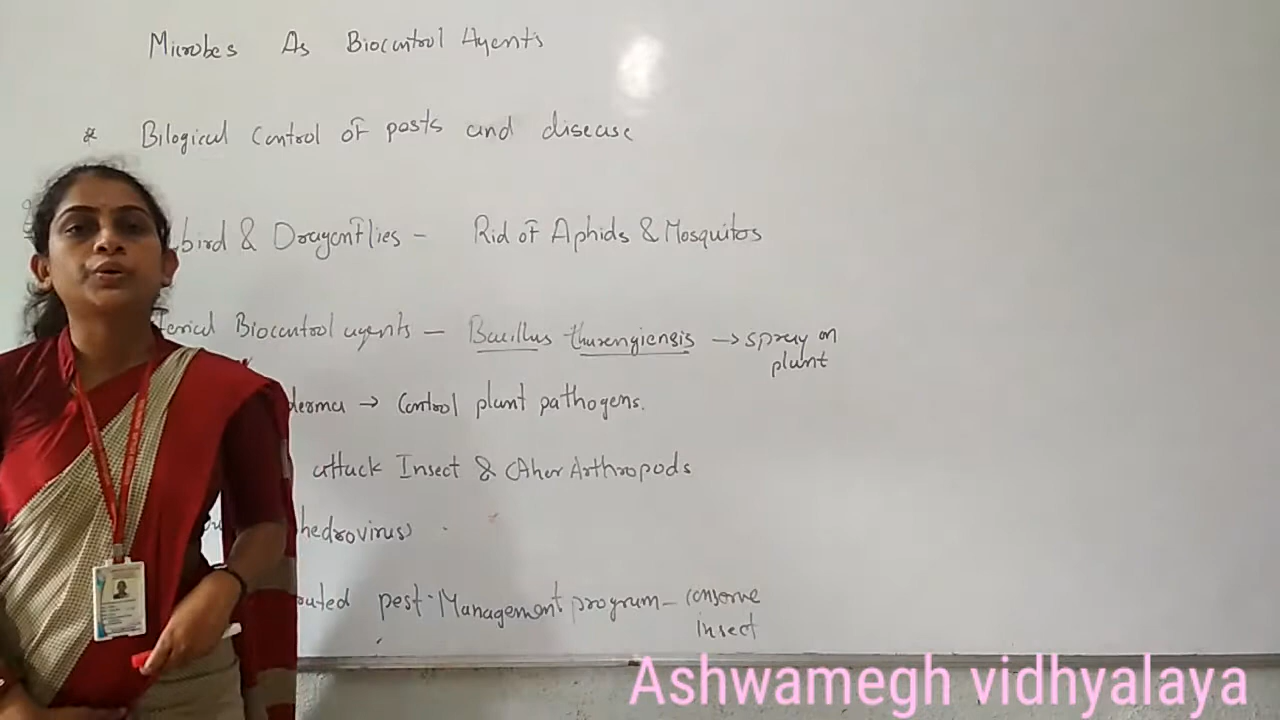 Microbes As Biocontrol Agents
* Bilogical Control of pests and disease
bird & Dragonflies - Rid of Aphids & Mosquitos
terical Biocontrol agents - Bacillus thurengiensis → spray on
plant
derma → Control plant pathogens.
attack Insect & Other Arthropods
hedrovirus)
pest Management program - conserve
insect
Ashwamegh vidhyalaya